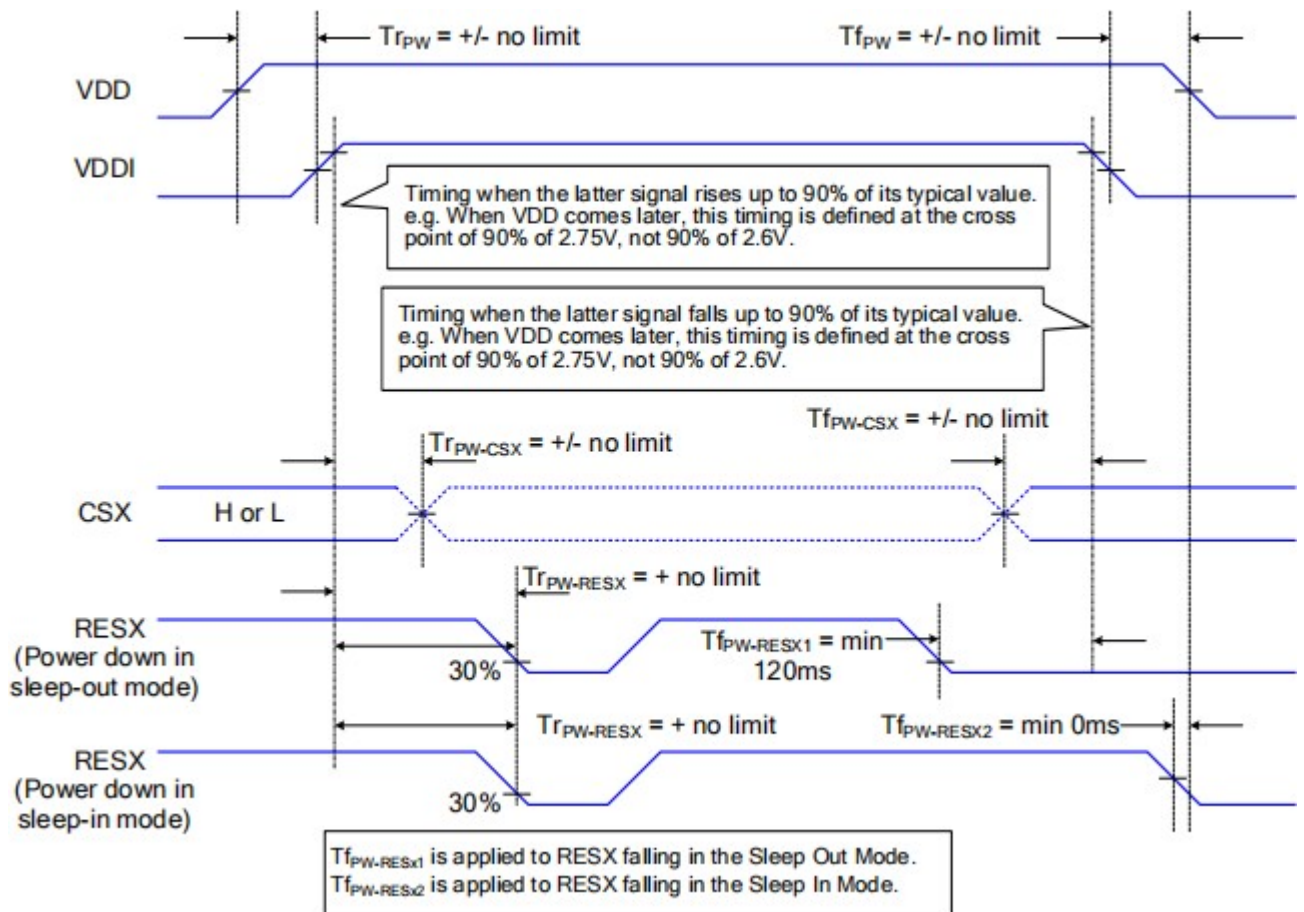 TrPW = +/- no limit
TfPW = +/- no limit
VDD
VDDI
Timing when the latter signal rises up to 90% of its typical value.
e.g. When VDD comes later, this timing is defined at the cross
point of 90% of 2.75V, not 90% of 2.6V.
Timing when the latter signal falls up to 90% of its typical value.
e.g. When VDD comes later, this timing is defined at the cross
point of 90% of 2.75V, not 90% of 2.6V.
TfPW-CSX = +/- no limit
TrPW-CSX = +/- no limit
CSX
H or L
TrPW-RESX = + no limit
RESX
(Power down in
sleep-out mode)
30%
TfPW-RESX1 = min
120ms
TrPW-RESX = + no limit
TfPW-RESX2 = min 0ms
RESX
(Power down in
sleep-in mode)
30%
TfPW-RESx1 is applied to RESX falling in the Sleep Out Mode.
TfPW-RESx2 is applied to RESX falling in the Sleep In Mode.